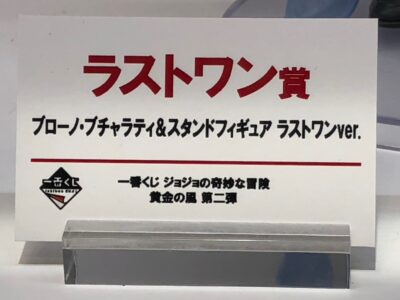 ラストワン賞
ブローノ・ブチャラティ&スタンドフィギュア ラストワンver.
一番くじ
一番くじ ジョジョの奇妙な冒険
黄金の風 第二弾